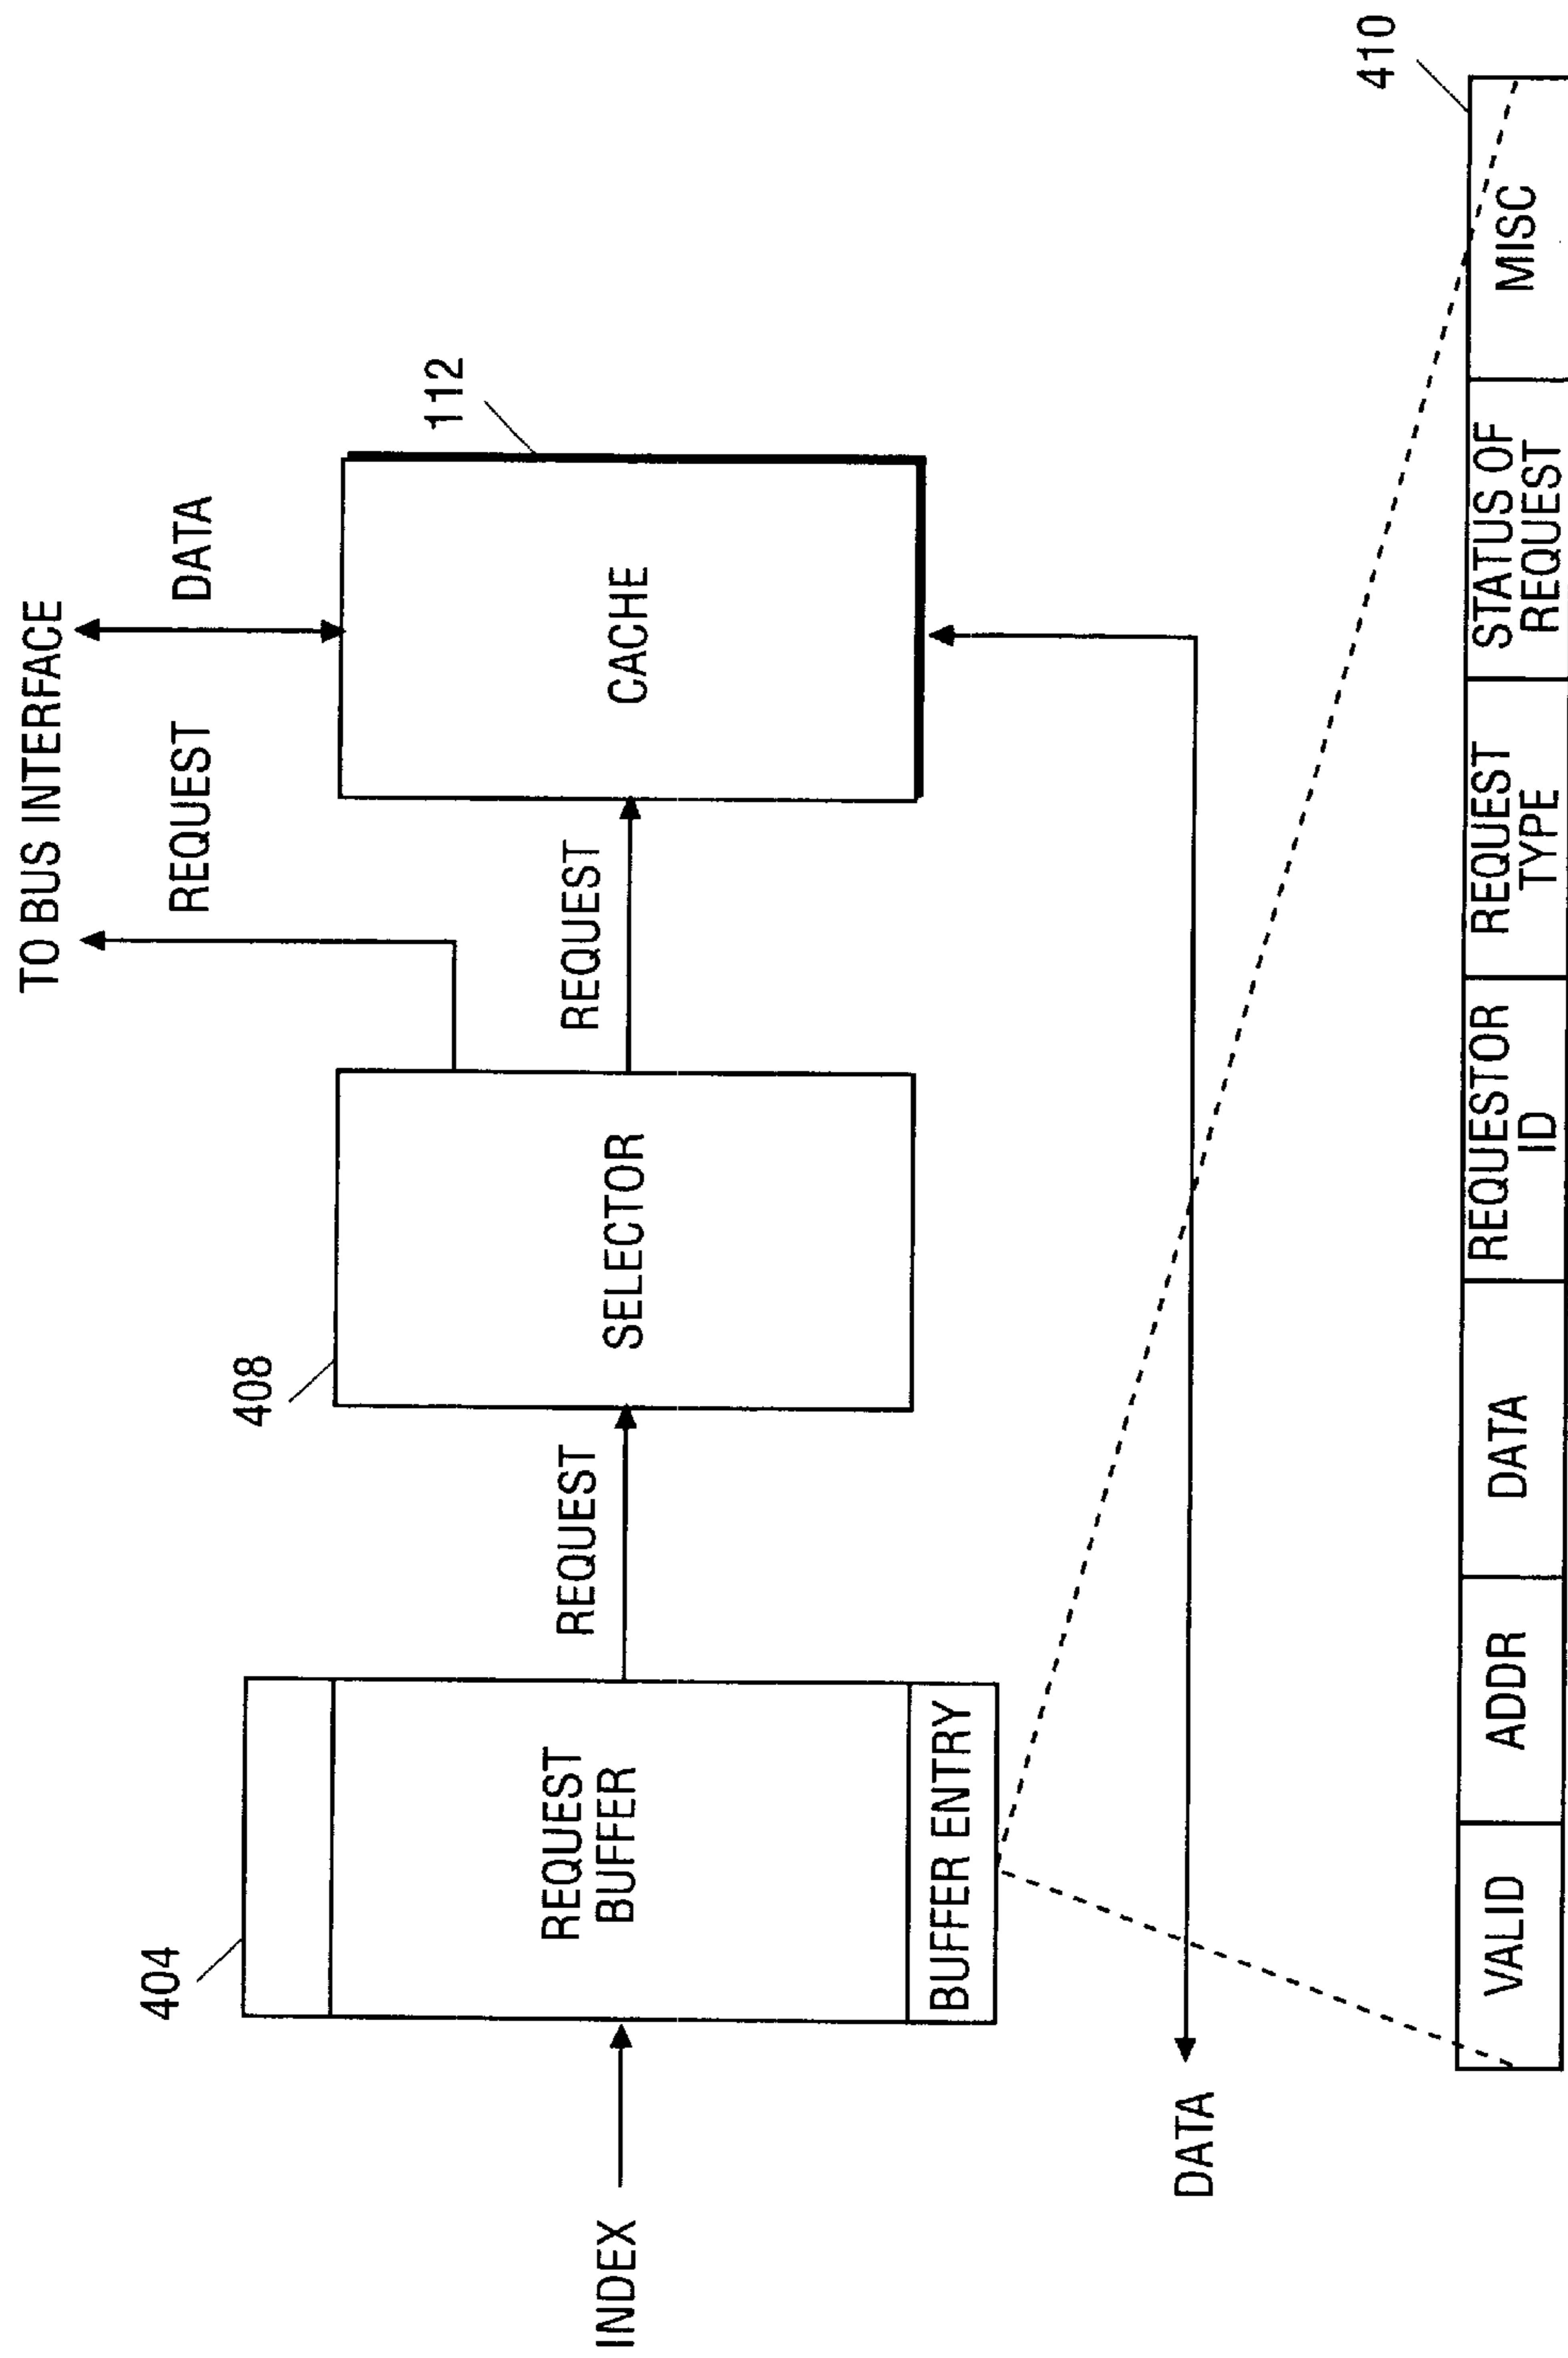 TO BUS INTERFACE
REQUEST
DATA
404
408
112
INDEX
REQUEST
BUFFER
BUFFER ENTRY
REQUEST
SELECTOR
REQUEST
CACHE
DATA
410
VALID
ADDR
DATA
REQUESTOR
ID
REQUEST
TYPE
STATUS OF
REQUEST
MISC